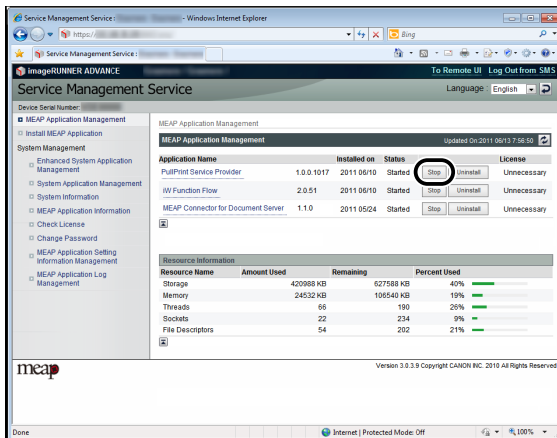 Service Management Service : - Windows Internet Explorer
https://
Bing
Service Management Service :
imageRUNNER ADVANCE
To Remote UI Log Out from SMS
Service Management Service
Language : English
Device Serial Number:
MEAP Application Management
Install MEAP Application
System Management
Enhanced System Application
Management
System Application Management
System Information
MEAP Application Information
Check License
Change Password
MEAP Application Setting
Information Management
MEAP Application Log
Management
MEAP Application Management
MEAP Application Management
Updated On:2011 06/13 7:56:50
Application Name Installed on Status License
PullPrint Service Provider 1.0.0.1017 2011 06/10 Started Stop Uninstall Unnecessary
iW Function Flow 2.0.51 2011 06/10 Started Stop Uninstall Unnecessary
MEAP Connector for Document Server 1.1.0 2011 05/24 Started Stop Uninstall Unnecessary
Resource Information
Resource Name Amount Used Remaining Percent Used
Storage 420988 KB 627588 KB 40%
Memory 24532 KB 106540 KB 19%
Threads 66 190 26%
Sockets 22 234 9%
File Descriptors 54 202 21%
meap
Version 3.0.3.9 Copyright CANON INC. 2010 All Rights Reserved
Done
Internet | Protected Mode: Off
100%